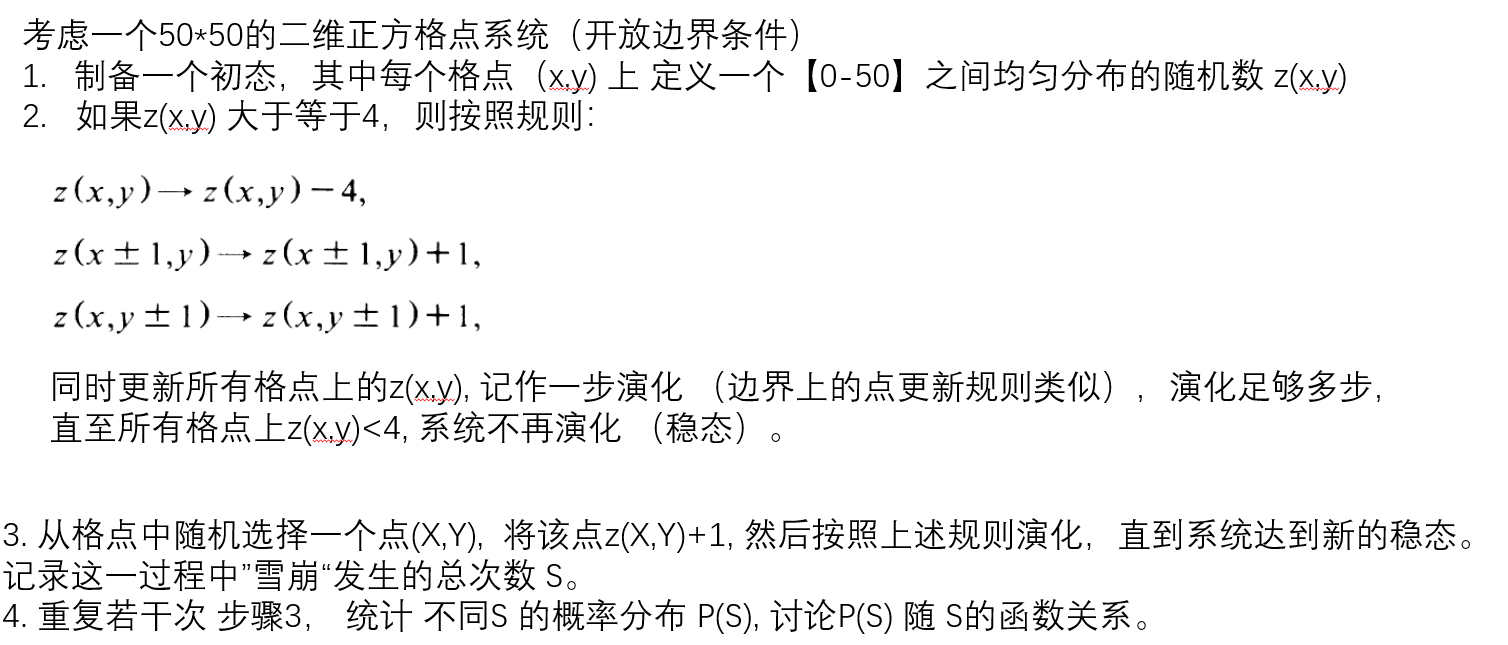 考虑一个50*50的二维正方格点系统（开放边界条件）
1. 制备一个初态，其中每个格点（x,y) 上 定义一个【0-50】之间均匀分布的随机数 z(x,y)
2. 如果z(x,y) 大于等于4，则按照规则：
z(x,y)→z(x,y)−4,
z(x±1,y)→z(x±1,y)+1,
z(x,y±1)→z(x,y±1)+1,
同时更新所有格点上的z(x,y), 记作一步演化 （边界上的点更新规则类似），演化足够多步,
直至所有格点上z(x,y)<4, 系统不再演化 （稳态）。
3. 从格点中随机选择一个点(X,Y), 将该点z(X,Y)+1, 然后按照上述规则演化，直到系统达到新的稳态。
记录这一过程中”雪崩“发生的总次数 S。
4. 重复若干次 步骤3， 统计 不同S 的概率分布 P(S), 讨论P(S) 随 S的函数关系。